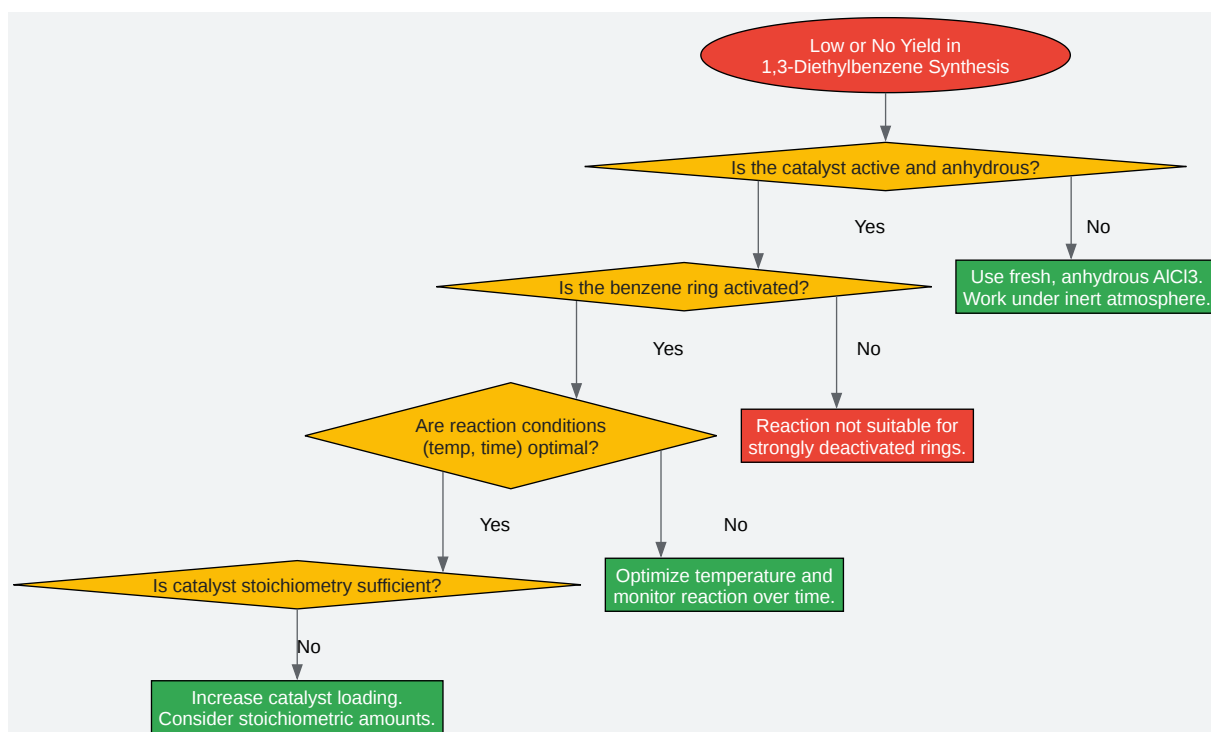 Low or No Yield in
1,3-Diethylbenzene Synthesis
Is the catalyst active and anhydrous?
Yes
No
Is the benzene ring activated?
Use fresh, anhydrous AlCl3.
Work under inert atmosphere.
Yes
No
Are reaction conditions
(temp, time) optimal?
Reaction not suitable for
strongly deactivated rings.
Yes
No
Is catalyst stoichiometry sufficient?
Optimize temperature and
monitor reaction over time.
No
Increase catalyst loading.
Consider stoichiometric amounts.